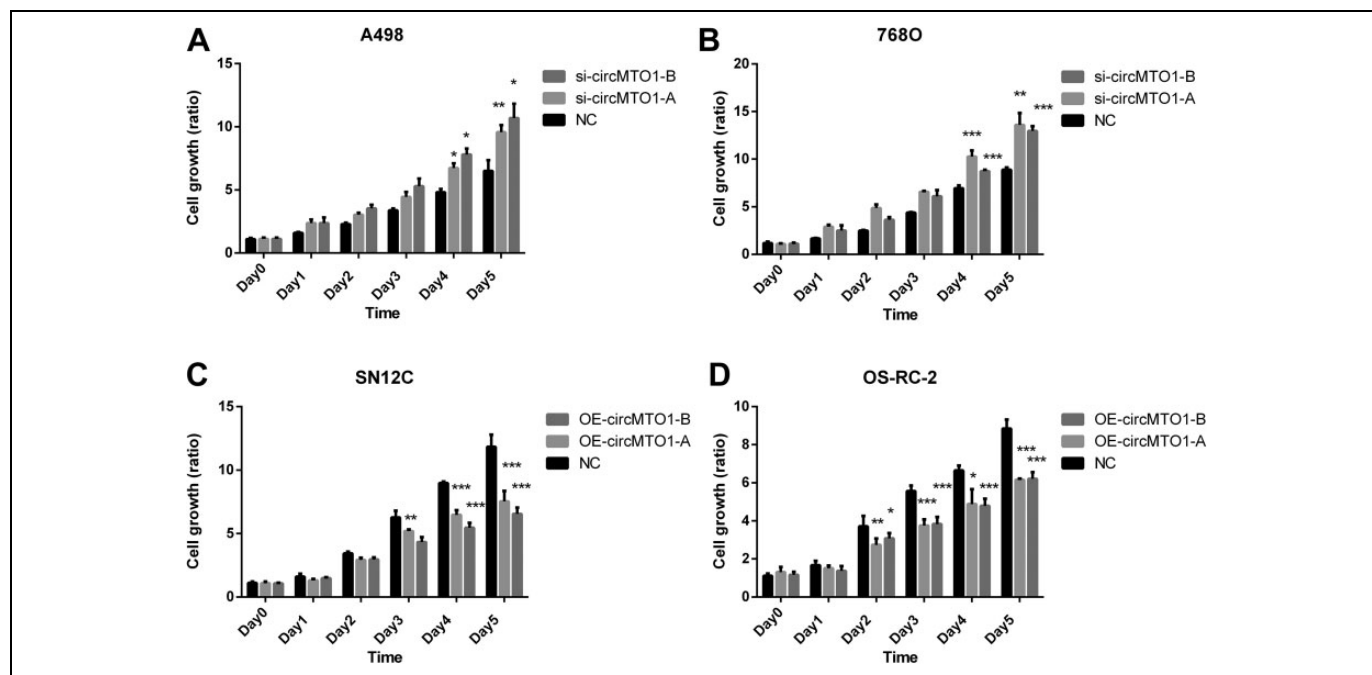 A
A498
Cell growth (ratio)
15
10
5
0
*
**
*
*
si-circMTO1-B
si-circMTO1-A
NC
Day0
Day1
Day2
Day3
Day4
Day5
Time
B
768O
Cell growth (ratio)
20
15
10
5
0
***
***
**
***
si-circMTO1-B
si-circMTO1-A
NC
Day0
Day1
Day2
Day3
Day4
Day5
Time
C
SN12C
Cell growth (ratio)
15
10
5
0
**
***
***
***
***
OE-circMTO1-B
OE-circMTO1-A
NC
Day0
Day1
Day2
Day3
Day4
Day5
Time
D
OS-RC-2
Cell growth (ratio)
10
8
6
4
2
0
**
*
***
***
*
***
***
***
OE-circMTO1-B
OE-circMTO1-A
NC
Day0
Day1
Day2
Day3
Day4
Day5
Time